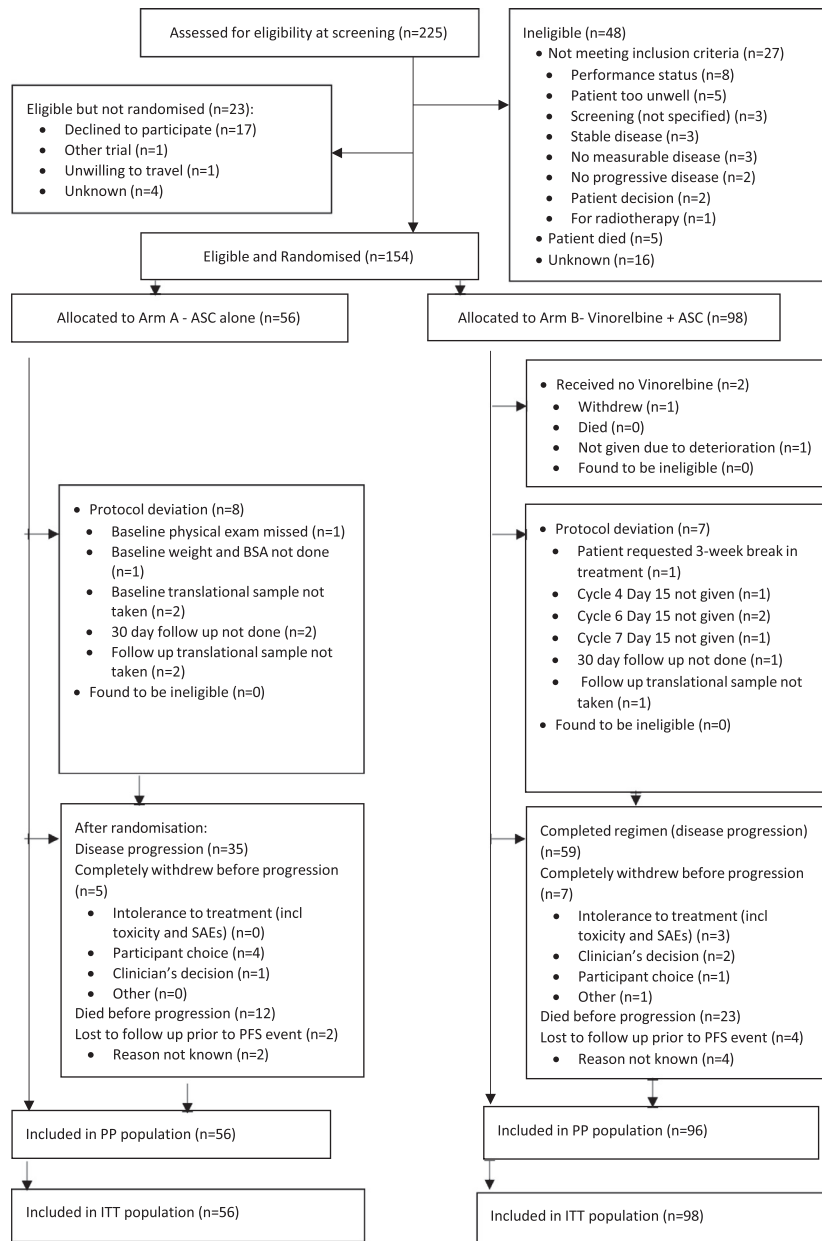 Assessed for eligibility at screening (n=225)
Ineligible (n=48)
• Not meeting inclusion criteria (n=27)
• Performance status (n=8)
• Patient too unwell (n=5)
• Screening (not specified) (n=3)
• Stable disease (n=3)
• No measurable disease (n=3)
• No progressive disease (n=2)
• Patient decision (n=2)
• For radiotherapy (n=1)
• Patient died (n=5)
• Unknown (n=16)
Eligible but not randomised (n=23):
• Declined to participate (n=17)
• Other trial (n=1)
• Unwilling to travel (n=1)
• Unknown (n=4)
Eligible and Randomised (n=154)
Allocated to Arm A - ASC alone (n=56)
Allocated to Arm B- Vinorelbine + ASC (n=98)
• Received no Vinorelbine (n=2)
• Withdrew (n=1)
• Died (n=0)
• Not given due to deterioration (n=1)
• Found to be ineligible (n=0)
• Protocol deviation (n=8)
• Baseline physical exam missed (n=1)
• Baseline weight and BSA not done
(n=1)
• Baseline translational sample not
taken (n=2)
• 30 day follow up not done (n=2)
• Follow up translational sample not
taken (n=2)
• Found to be ineligible (n=0)
• Protocol deviation (n=7)
• Patient requested 3-week break in
treatment (n=1)
• Cycle 4 Day 15 not given (n=1)
• Cycle 6 Day 15 not given (n=2)
• Cycle 7 Day 15 not given (n=1)
• 30 day follow up not done (n=1)
• Follow up translational sample not
taken (n=1)
• Found to be ineligible (n=0)
After randomisation:
Disease progression (n=35)
Completely withdrew before progression
(n=5)
• Intolerance to treatment (incl
toxicity and SAEs) (n=0)
• Participant choice (n=4)
• Clinician's decision (n=1)
• Other (n=0)
Died before progression (n=12)
Lost to follow up prior to PFS event (n=2)
• Reason not known (n=2)
Completed regimen (disease progression)
(n=59)
Completely withdrew before progression
(n=7)
• Intolerance to treatment (incl
toxicity and SAEs) (n=3)
• Clinician's decision (n=2)
• Participant choice (n=1)
• Other (n=1)
Died before progression (n=23)
Lost to follow up prior to PFS event (n=4)
• Reason not known (n=4)
Included in PP population (n=56)
Included in PP population (n=96)
Included in ITT population (n=56)
Included in ITT population (n=98)